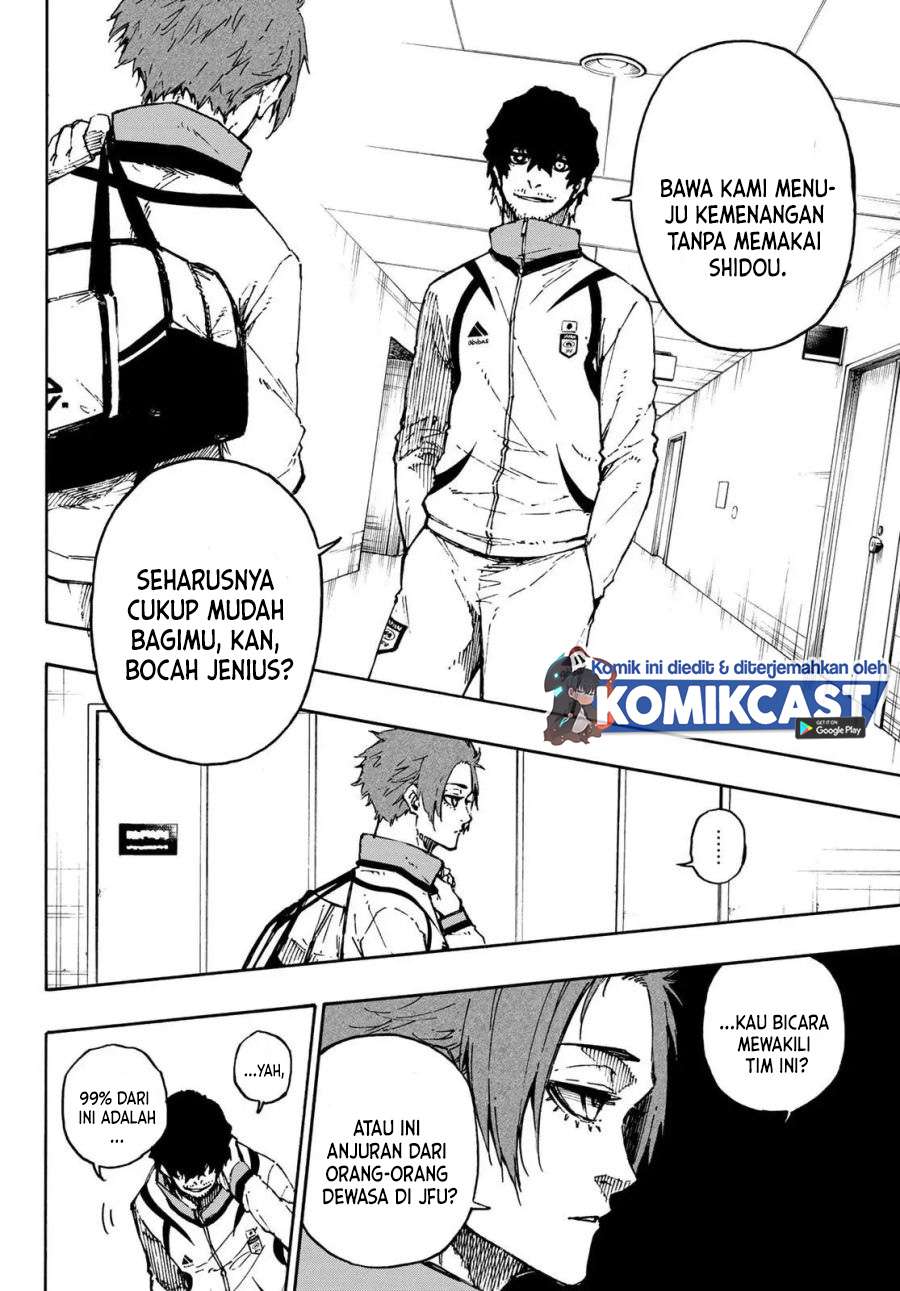 BAWA KAMI MENU-
JU KEMENANGAN
TANPA MEMAKAI
SHIDOU.
abibas
SEHARUSNYA
CUKUP MUDAH
BAGIMU, KAN,
BOCAH JENIUS?
Komik ini diedit & diterjemahkan oleh
KOMIKCAST
GET IT ON
Google Play
......
...KAU BICARA
MEWAKILI
TIM INI?
ATAU INI
ANJURAN DARI
ORANG-ORANG
DEWASA DI JFU?
...YAH,
99% DARI
INI ADALAH
...